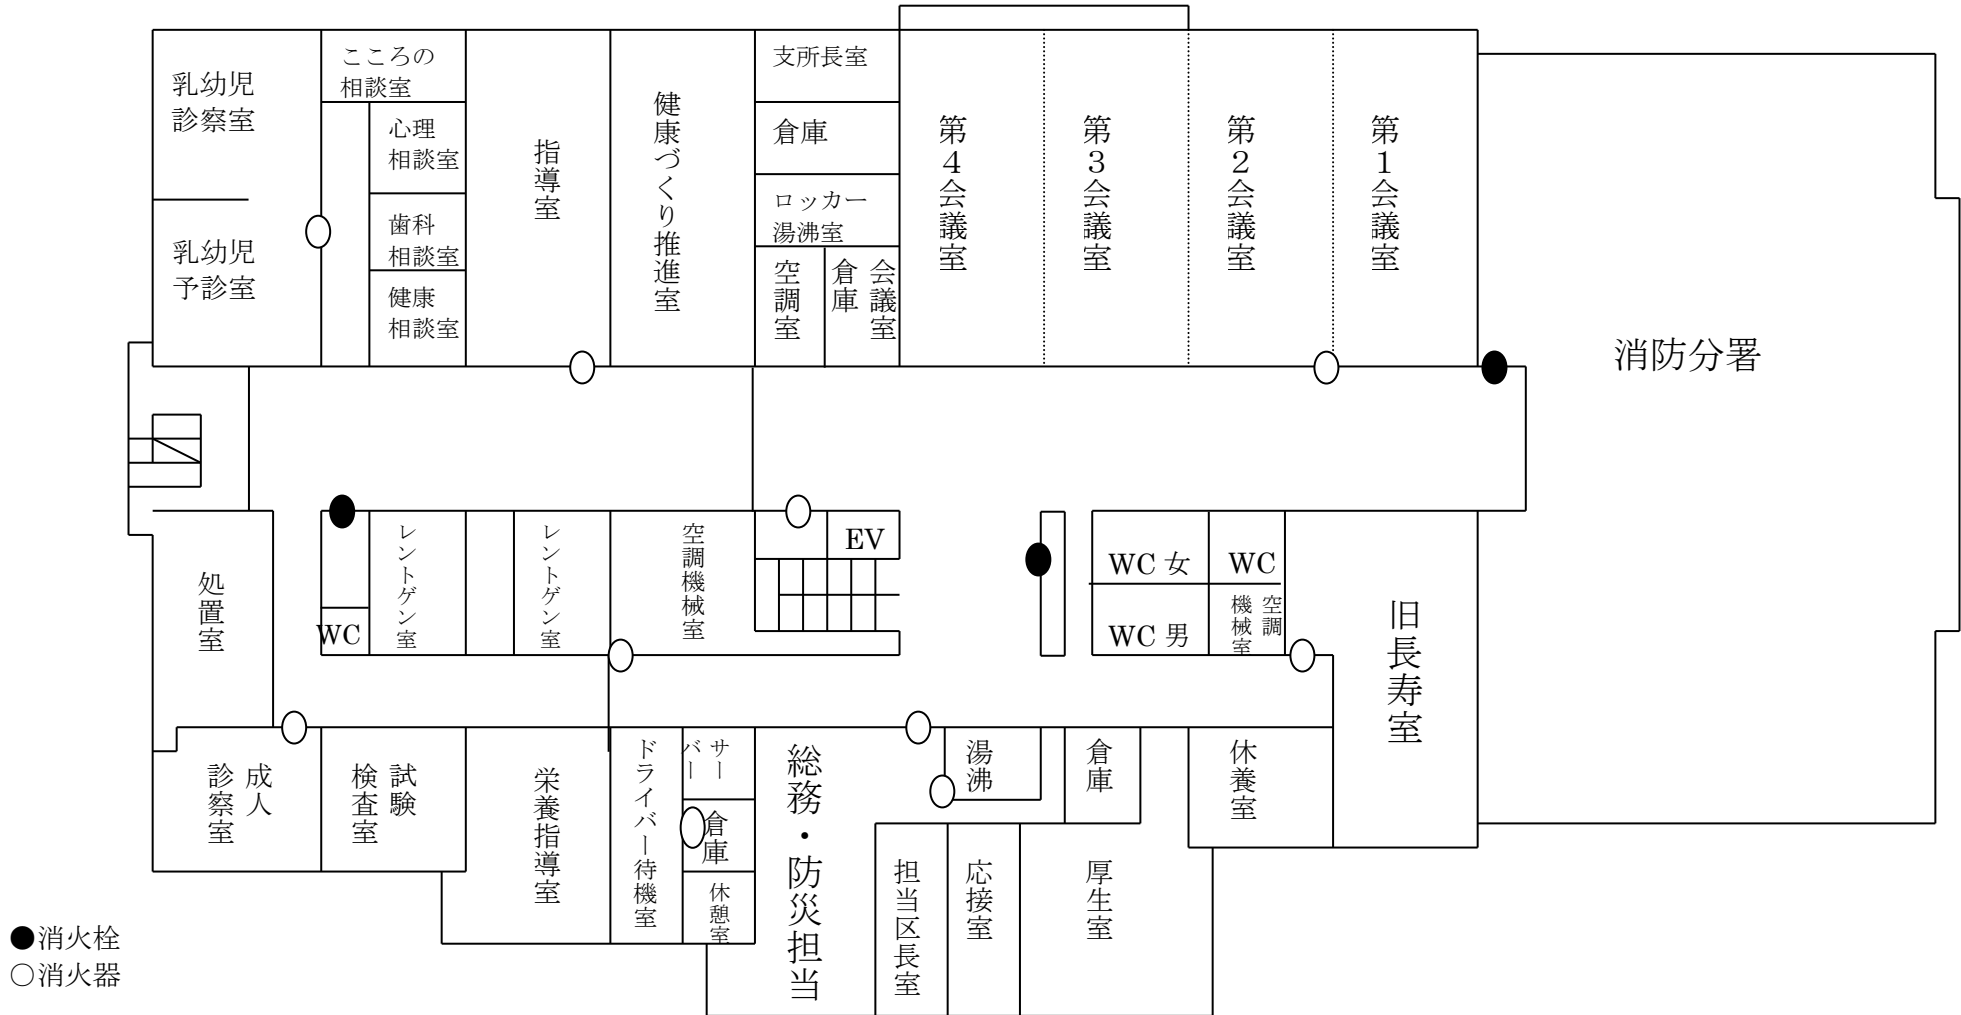 乳幼児
診察室
こころの
相談室
心理
相談室
指導室
健康づくり推進室
支所長室
倉庫
ロッカー
湯沸室
空調室
会議室
倉庫
第４会議室
第３会議室
第２会議室
第１会議室
消防分署
乳幼児
予診室
歯科
相談室
健康
相談室
処置室
WC
レントゲン室
レントゲン室
空調機械室
EV
WC 女
WC
WC 男
空調
機械室
旧長寿室
成人
診察室
試験
検査室
栄養指導室
ドライバー待機室
サー
バー
倉庫
休憩室
総務・防災担当
湯沸
倉庫
休養室
担当区長室
応接室
厚生室
●消火栓
○消火器